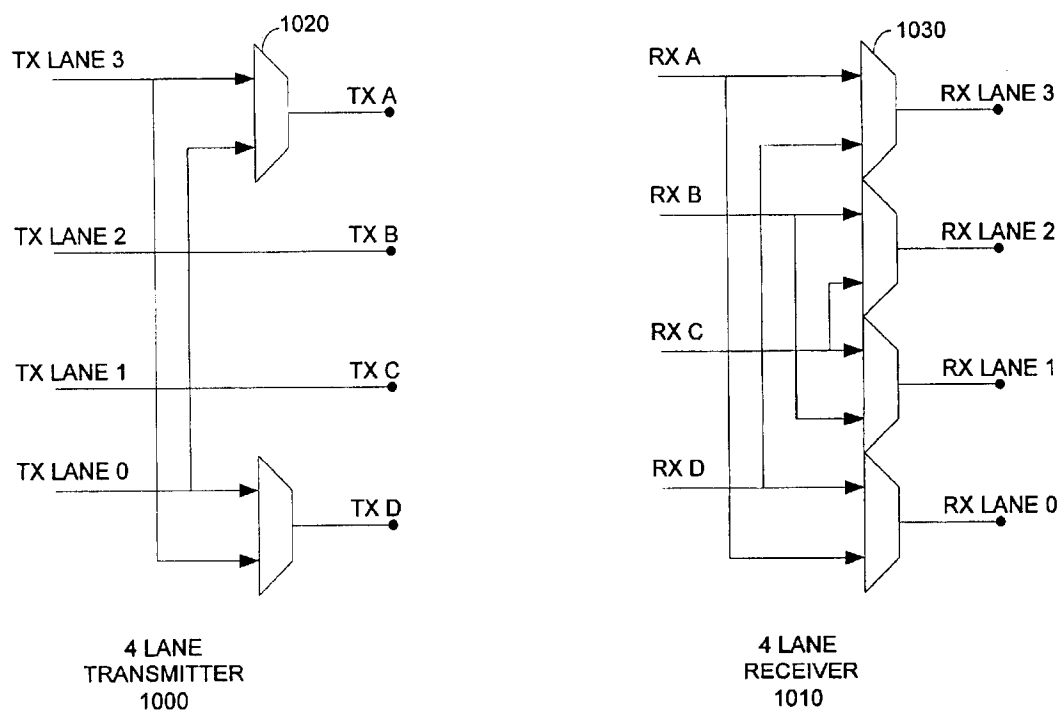 1020
TX LANE 3
TX A
TX LANE 2
TX B
TX LANE 1
TX C
TX LANE 0
TX D
4 LANE
TRANSMITTER
1000
1030
RX A
RX LANE 3
RX B
RX LANE 2
RX C
RX LANE 1
RX D
RX LANE 0
4 LANE
RECEIVER
1010